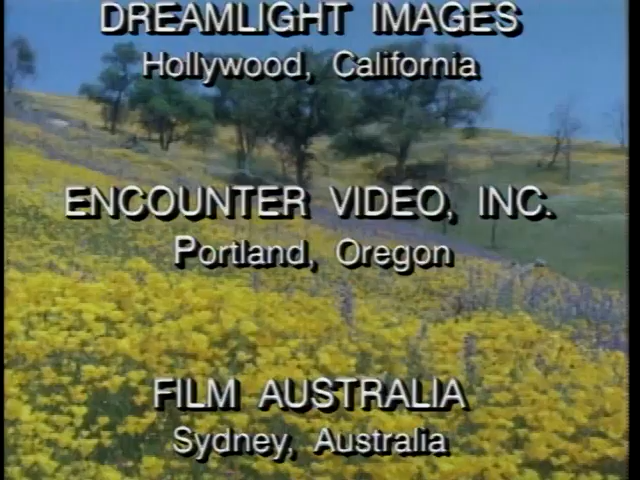 DREAMLIGHT IMAGES
Hollywood, California
ENCOUNTER VIDEO, INC.
Portland, Oregon
FILM AUSTRALIA
Sydney, Australia